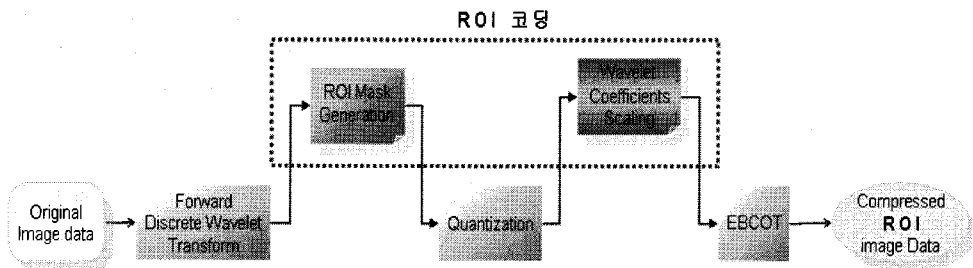 ROI 코딩
ROI Mask
Generation
Wavelet
Coefficients
Scaling
Original
Image data
Forward
Discrete Wavelet
Transform
Quantization
EBCOT
Compressed
ROI
image Data